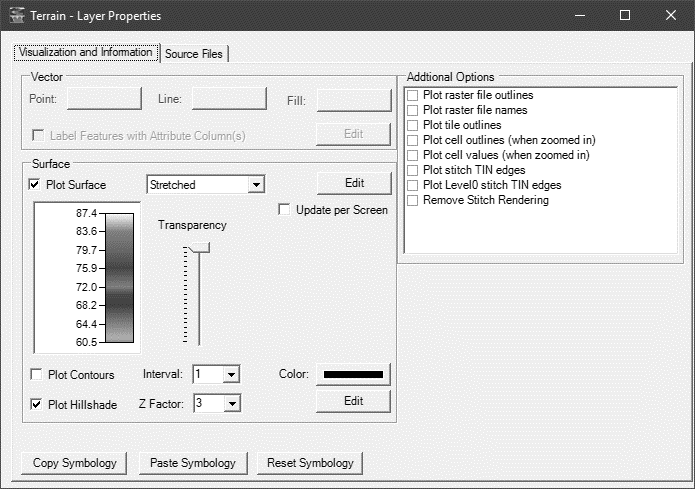 Terrain - Layer Properties
Visualization and Information
Source Files
Vector
Point:
Line:
Fill:
Label Features with Attribute Column(s)
Edit
Surface
Plot Surface
Stretched
Edit
Update per Screen
87.4
83.6
79.7
75.9
72.0
68.2
64.4
60.5
Transparency
Plot Contours
Interval:
1
Color:
Plot Hillshade
Z Factor:
3
Edit
Addtional Options
Plot raster file outlines
Plot raster file names
Plot tile outlines
Plot cell outlines (when zoomed in)
Plot cell values (when zoomed in)
Plot stitch TIN edges
Plot Level0 stitch TIN edges
Remove Stitch Rendering
Copy Symbology
Paste Symbology
Reset Symbology